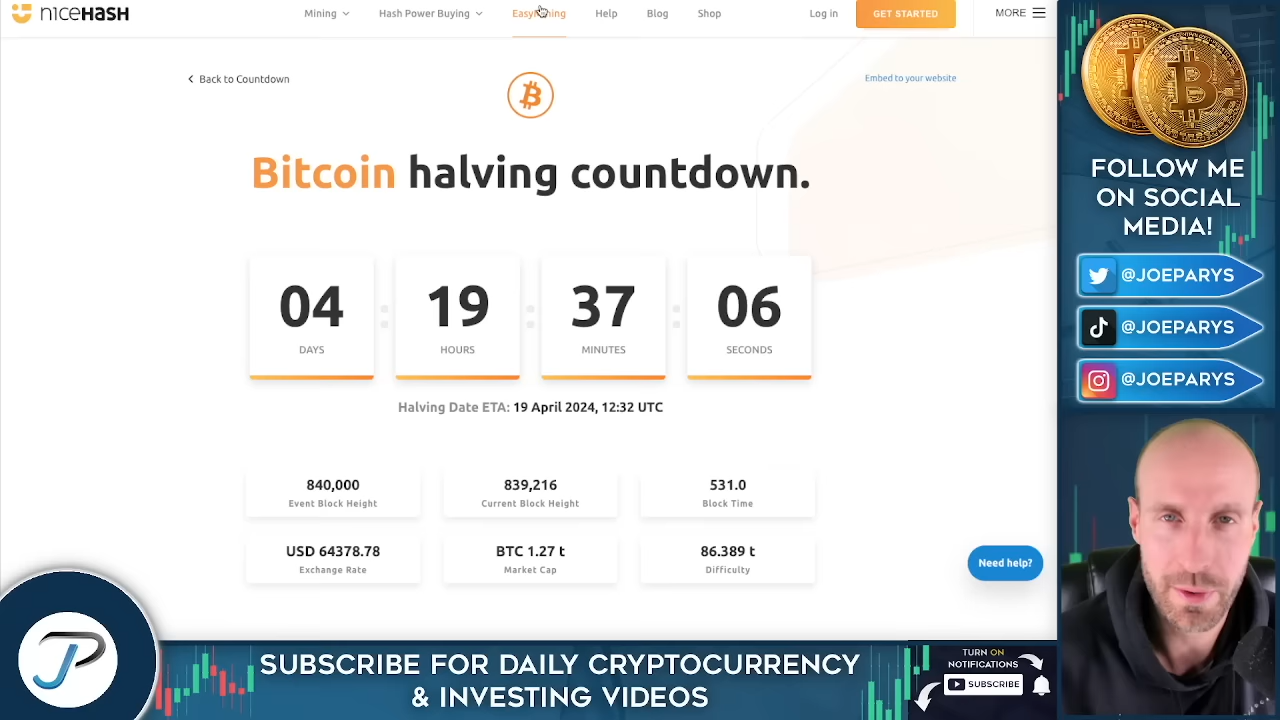 niceHASH
Mining
Hash Power Buying
EasyMining
Help
Blog
Shop
Log in
GET STARTED
MORE
Back to Countdown
Embed to your website
Bitcoin halving countdown.
04
DAYS
19
HOURS
37
MINUTES
06
SECONDS
Halving Date ETA: 19 April 2024, 12:32 UTC
840,000
Event Block Height
839,216
Current Block Height
531.0
Block Time
USD 64378.78
Exchange Rate
BTC 1.27 t
Market Cap
86.389 t
Difficulty
Need help?
FOLLOW ME
ON SOCIAL
MEDIA!
@JOEPARYS
@JOEPARYS
@JOEPARYS
JP
SUBSCRIBE FOR DAILY CRYPTOCURRENCY
& INVESTING VIDEOS
TURN ON
NOTIFICATIONS
SUBSCRIBE